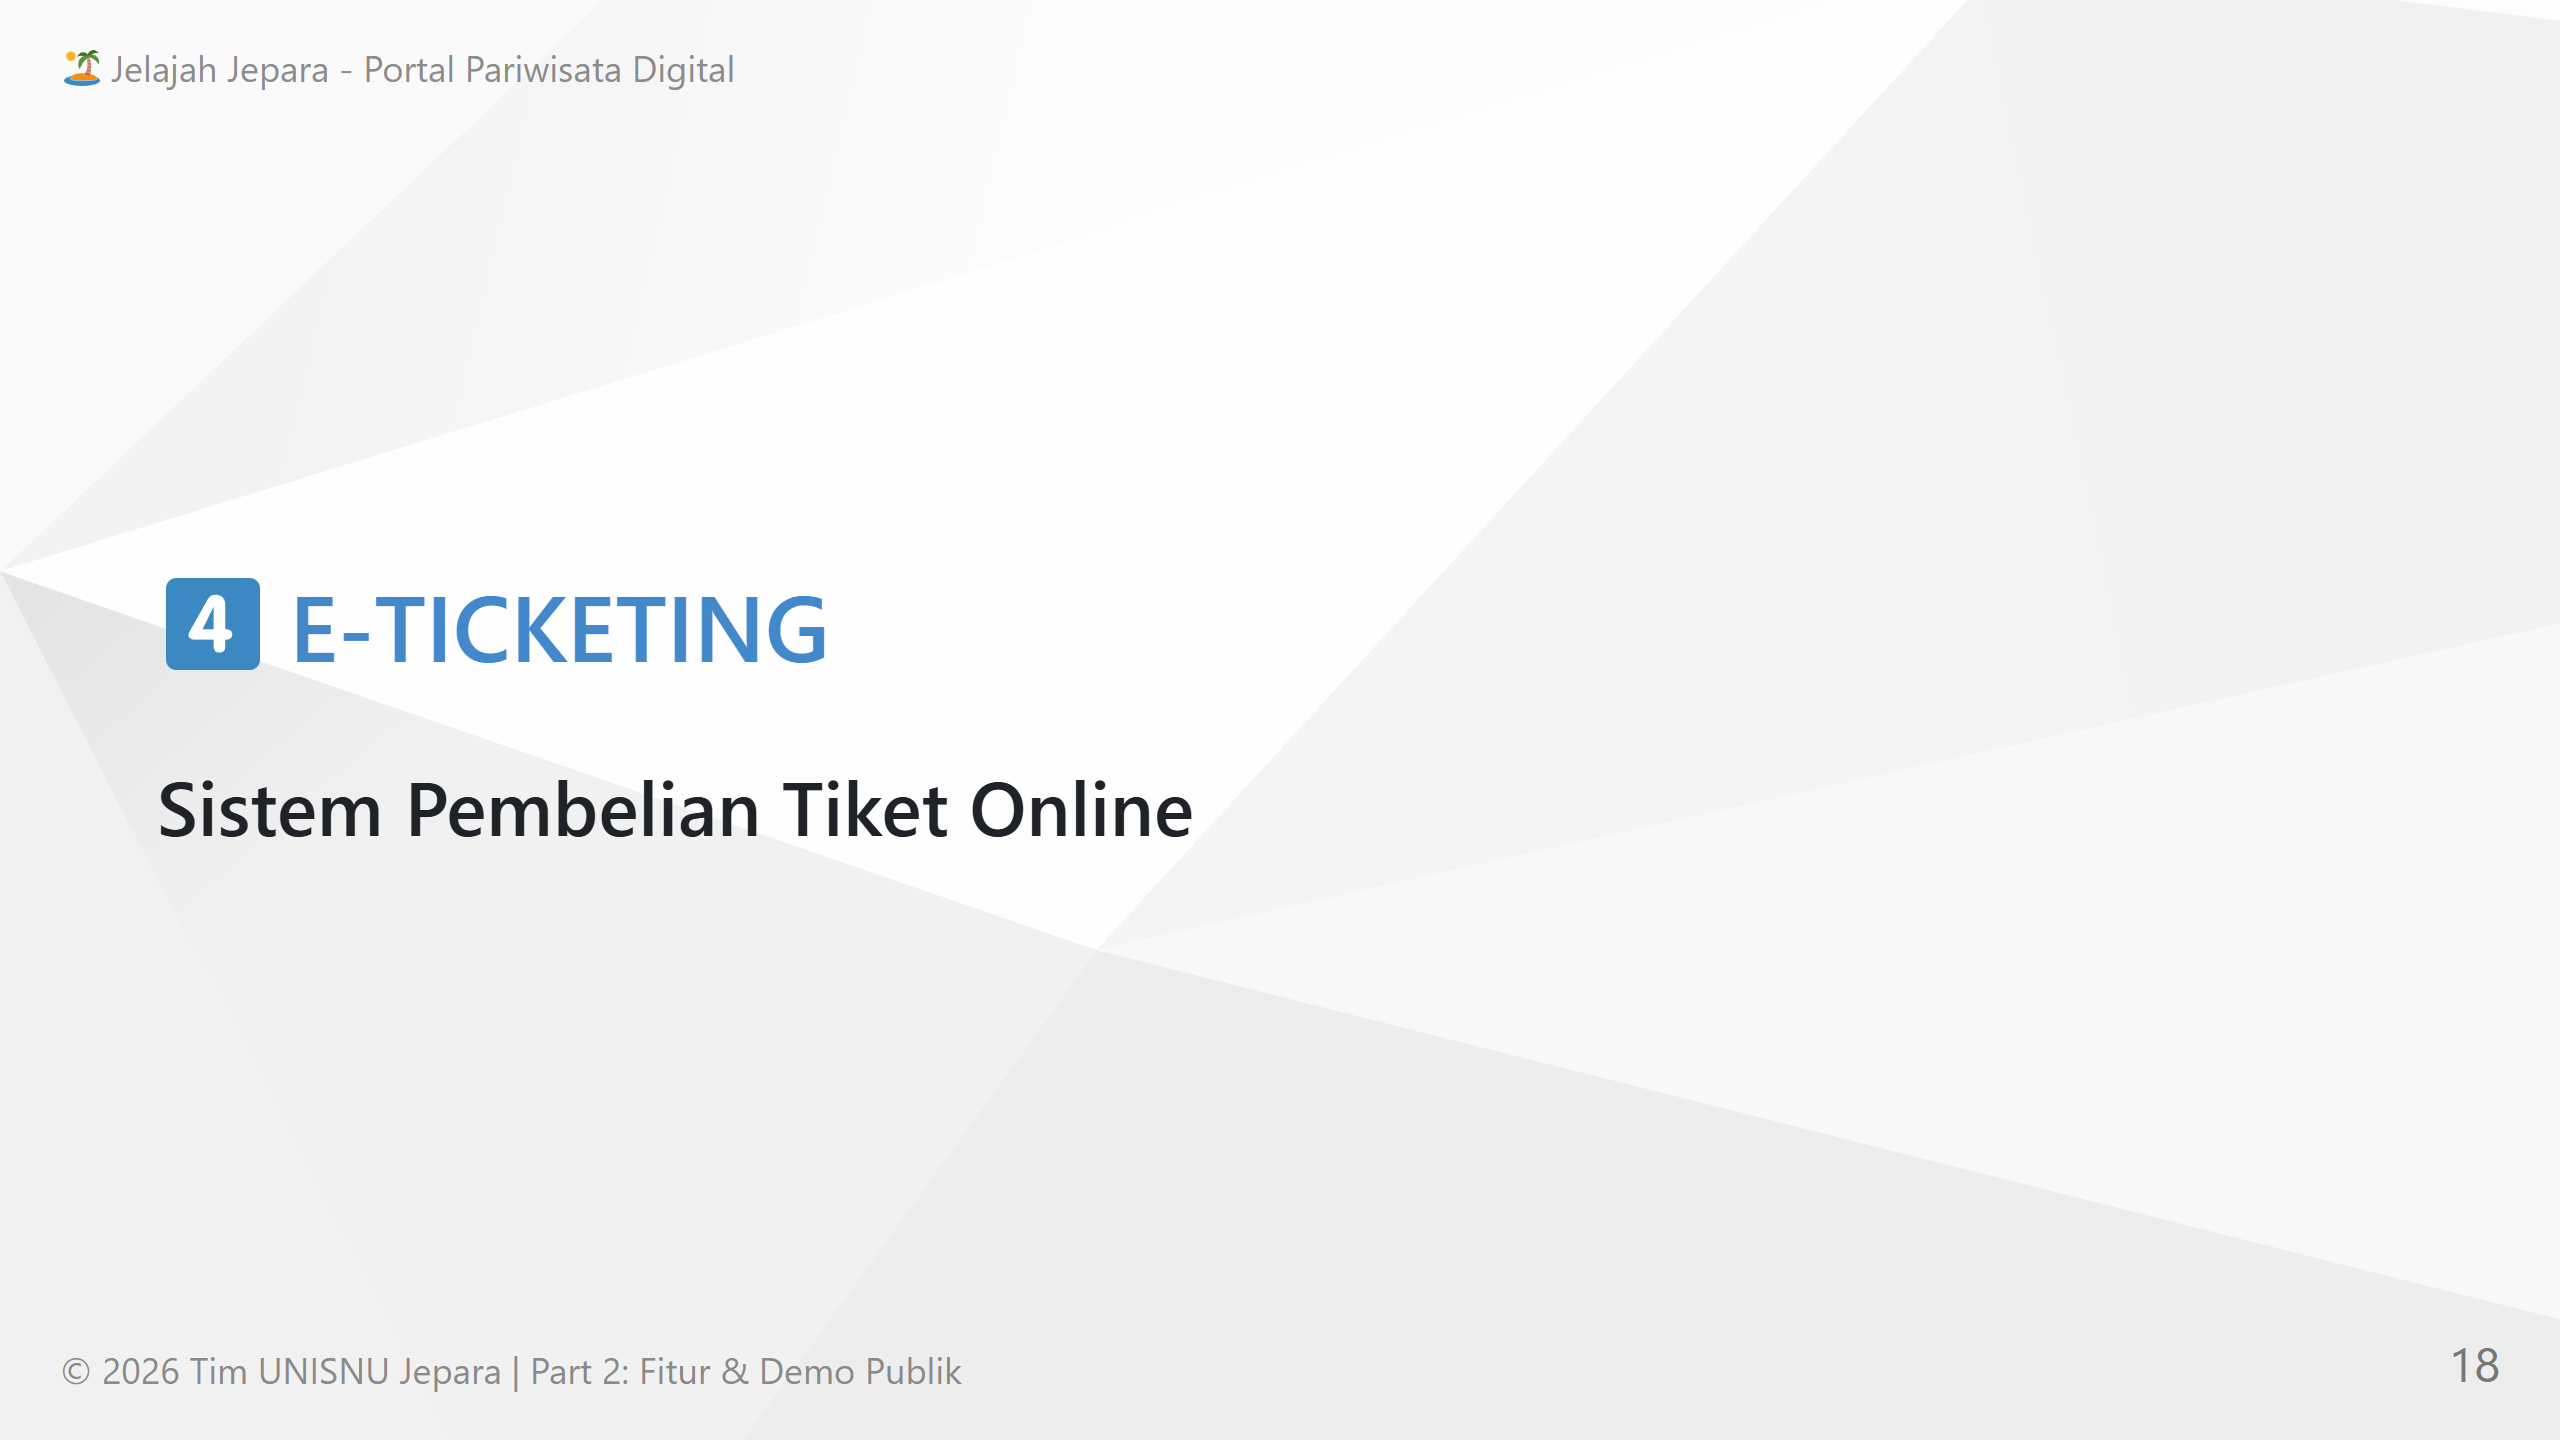 🏝️ Jelajah Jepara - Portal Pariwisata Digital
4️⃣ E-TICKETING
Sistem Pembelian Tiket Online
© 2026 Tim UNISNU Jepara | Part 2: Fitur & Demo Publik
18